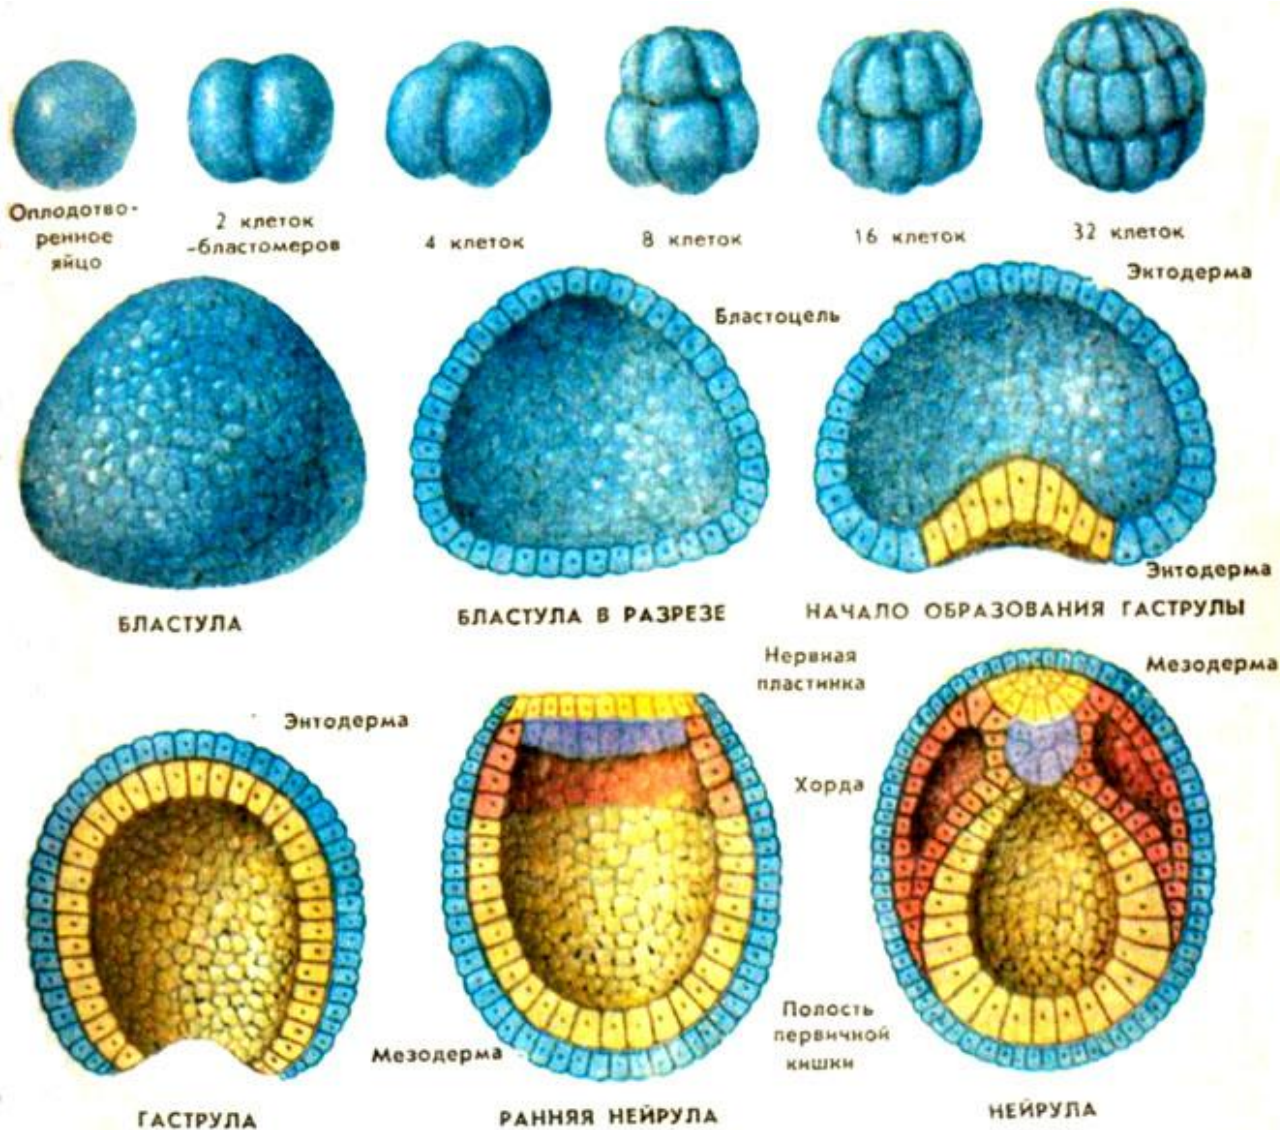 Оплодотво-
ренное
яйцо
2 клеток
-бластомеров
4 клеток
8 клеток
16 клеток
32 клеток
Эктодерма
Бластоцель
Энтодерма
БЛАСТУЛА
БЛАСТУЛА В РАЗРЕЗЕ
НАЧАЛО ОБРАЗОВАНИЯ ГАСТРУЛЫ
Нервная
пластинка
Мезодерма
Энтодерма
Хорда
Полость
первичной
кишки
Мезодерма
ГАСТРУЛА
РАННЯЯ НЕЙРУЛА
НЕЙРУЛА